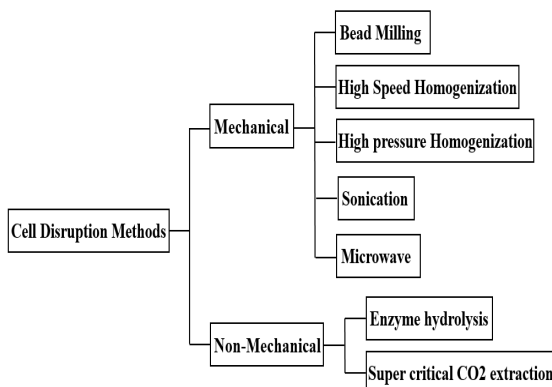 Bead Milling
High Speed Homogenization
Mechanical
High pressure Homogenization
Sonication
Cell Disruption Methods
Microwave
Enzyme hydrolysis
Non-Mechanical
Super critical CO2 extraction